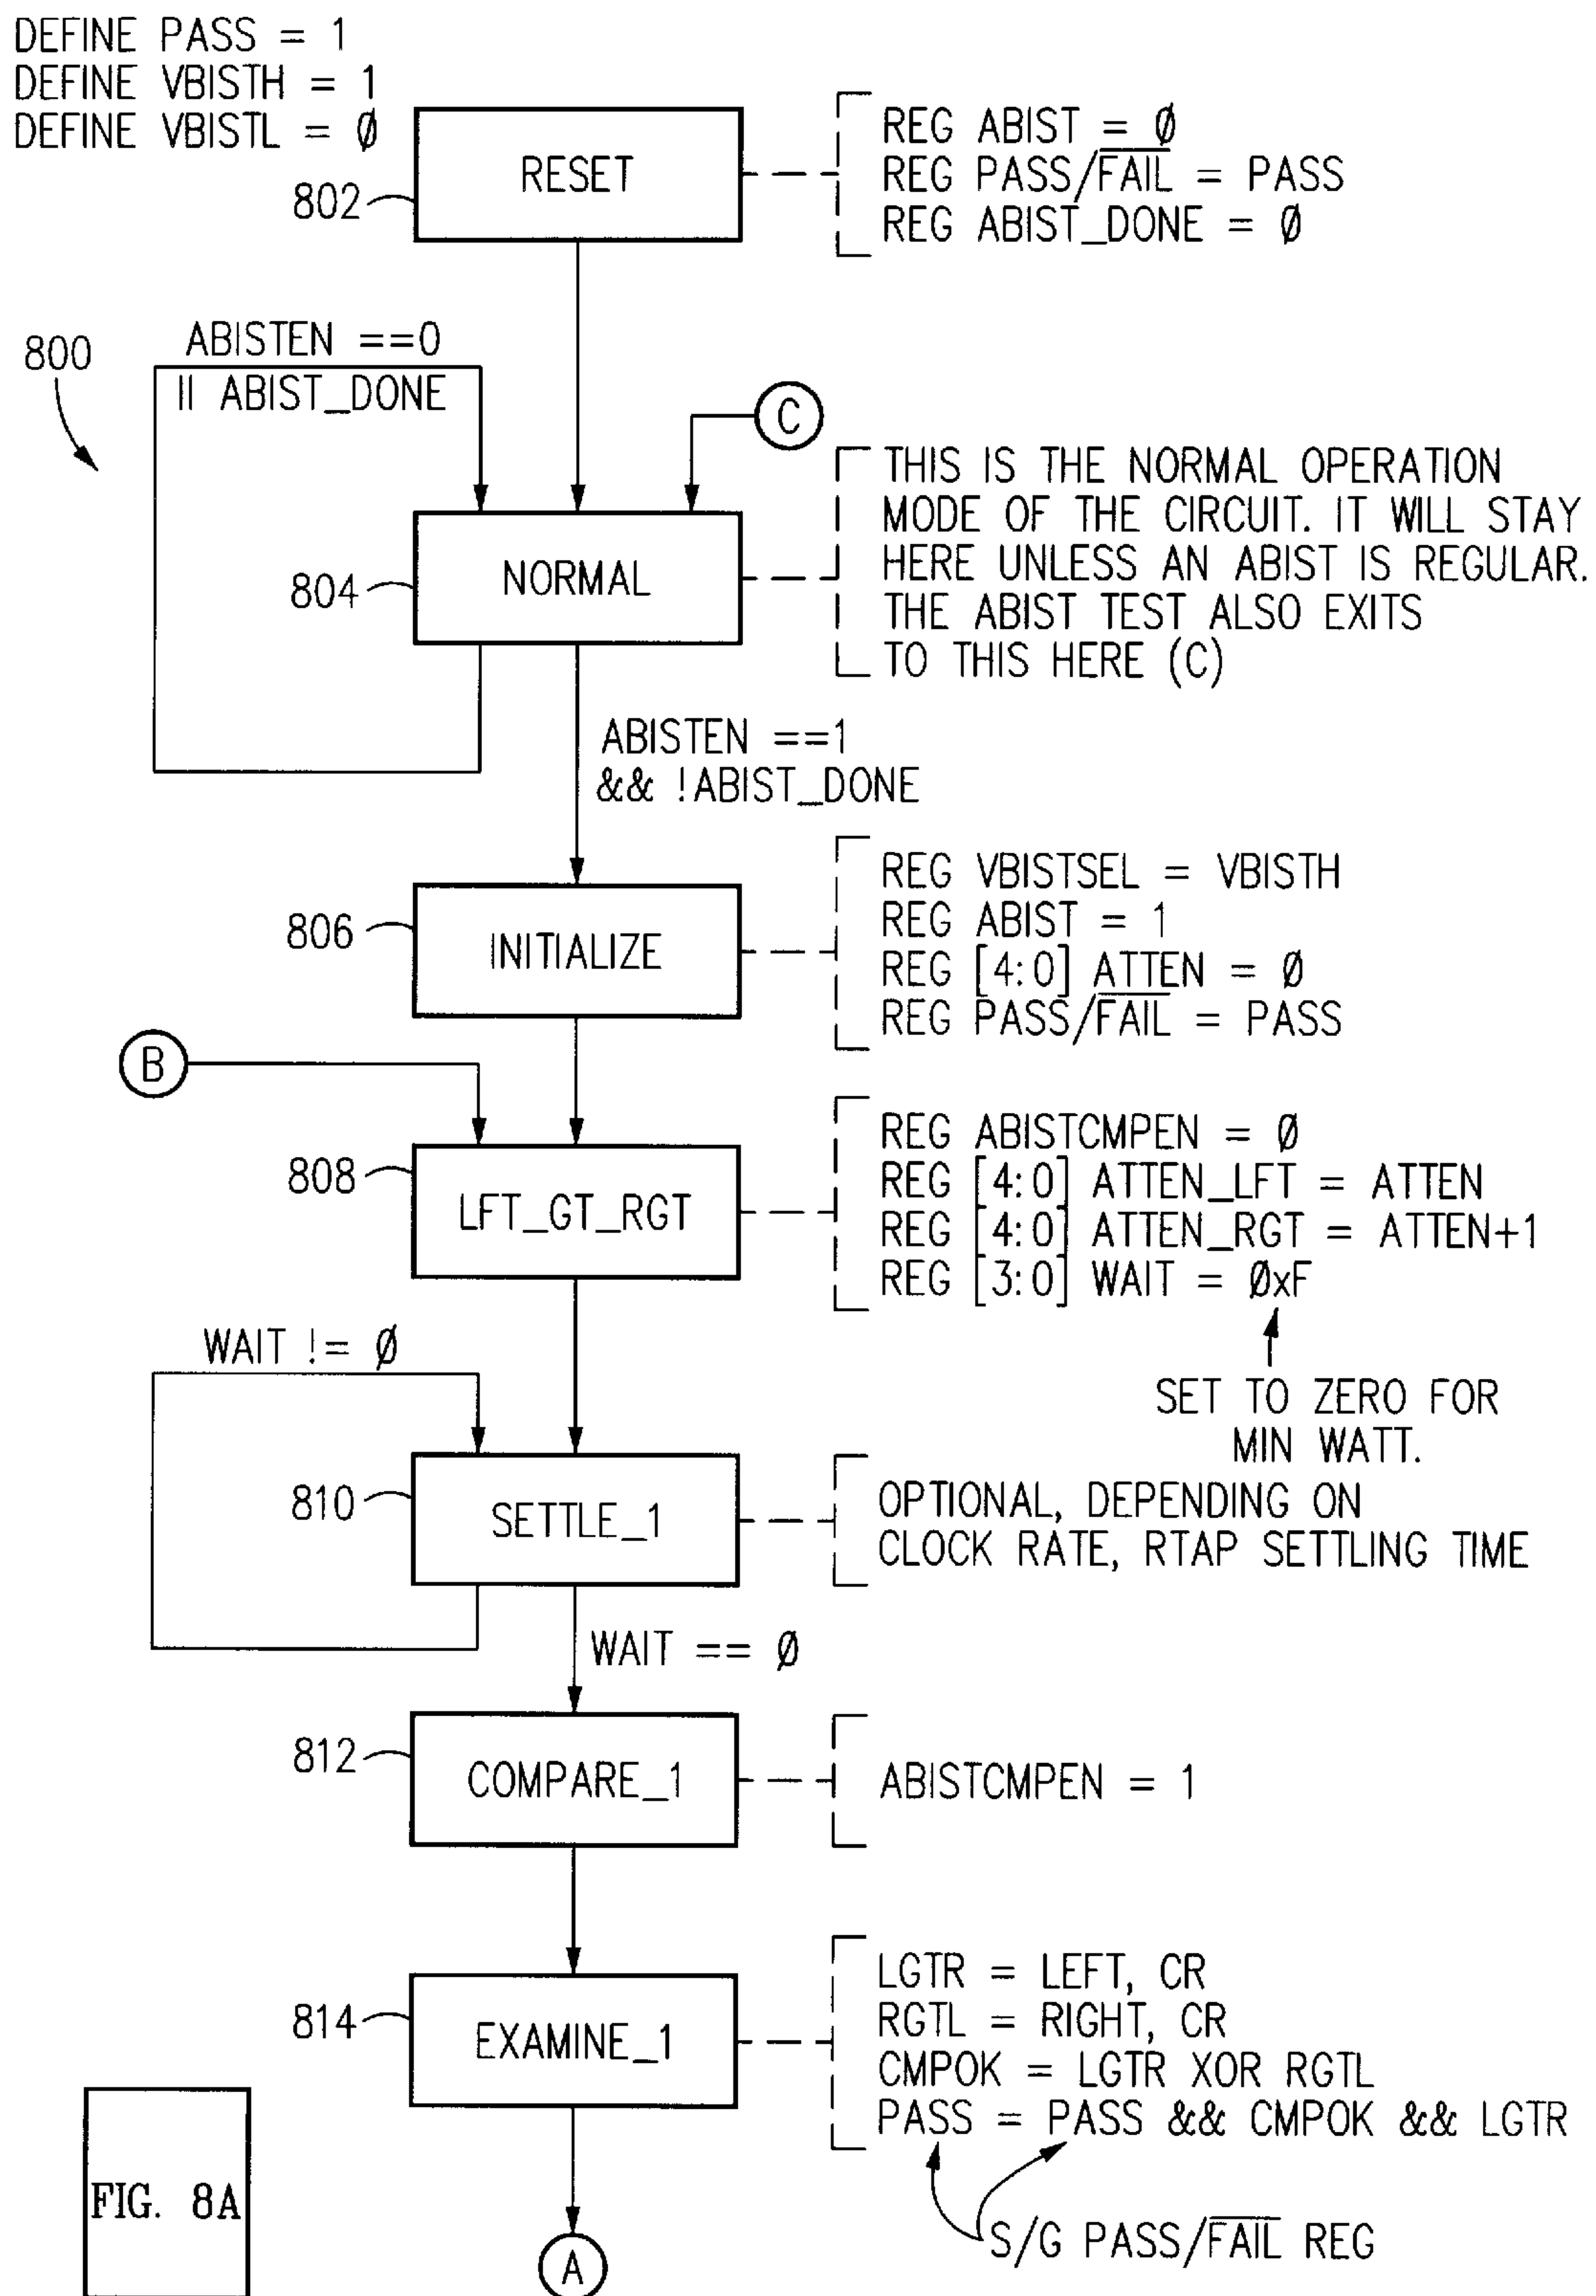 DEFINE PASS = 1
DEFINE VBISTH = 1
DEFINE VBISTL = Ø
RESET
802
REG ABIST = Ø
REG PASS/F̅A̅I̅L̅ = PASS
REG ABIST_DONE = Ø
800
ABISTEN ==0
|| ABIST_DONE
C
NORMAL
804
THIS IS THE NORMAL OPERATION
MODE OF THE CIRCUIT. IT WILL STAY
HERE UNLESS AN ABIST IS REGULAR.
THE ABIST TEST ALSO EXITS
TO THIS HERE (C)
ABISTEN ==1
&& !ABIST_DONE
806
INITIALIZE
REG VBISTSEL = VBISTH
REG ABIST = 1
REG [4:0] ATTEN = Ø
REG PASS/F̅A̅I̅L̅ = PASS
B
808
LFT_GT_RGT
REG ABISTCMPEN = Ø
REG [4:0] ATTEN_LFT = ATTEN
REG [4:0] ATTEN_RGT = ATTEN+1
REG [3:0] WAIT = ØxF
SET TO ZERO FOR
MIN WATT.
WAIT != Ø
810
SETTLE_1
OPTIONAL, DEPENDING ON
CLOCK RATE, RTAP SETTLING TIME
WAIT == Ø
812
COMPARE_1
ABISTCMPEN = 1
814
EXAMINE_1
LGTR = LEFT, CR
RGTL = RIGHT, CR
CMPOK = LGTR XOR RGTL
PASS = PASS && CMPOK && LGTR
S/G PASS/F̅A̅I̅L̅ REG
A
FIG. 8A